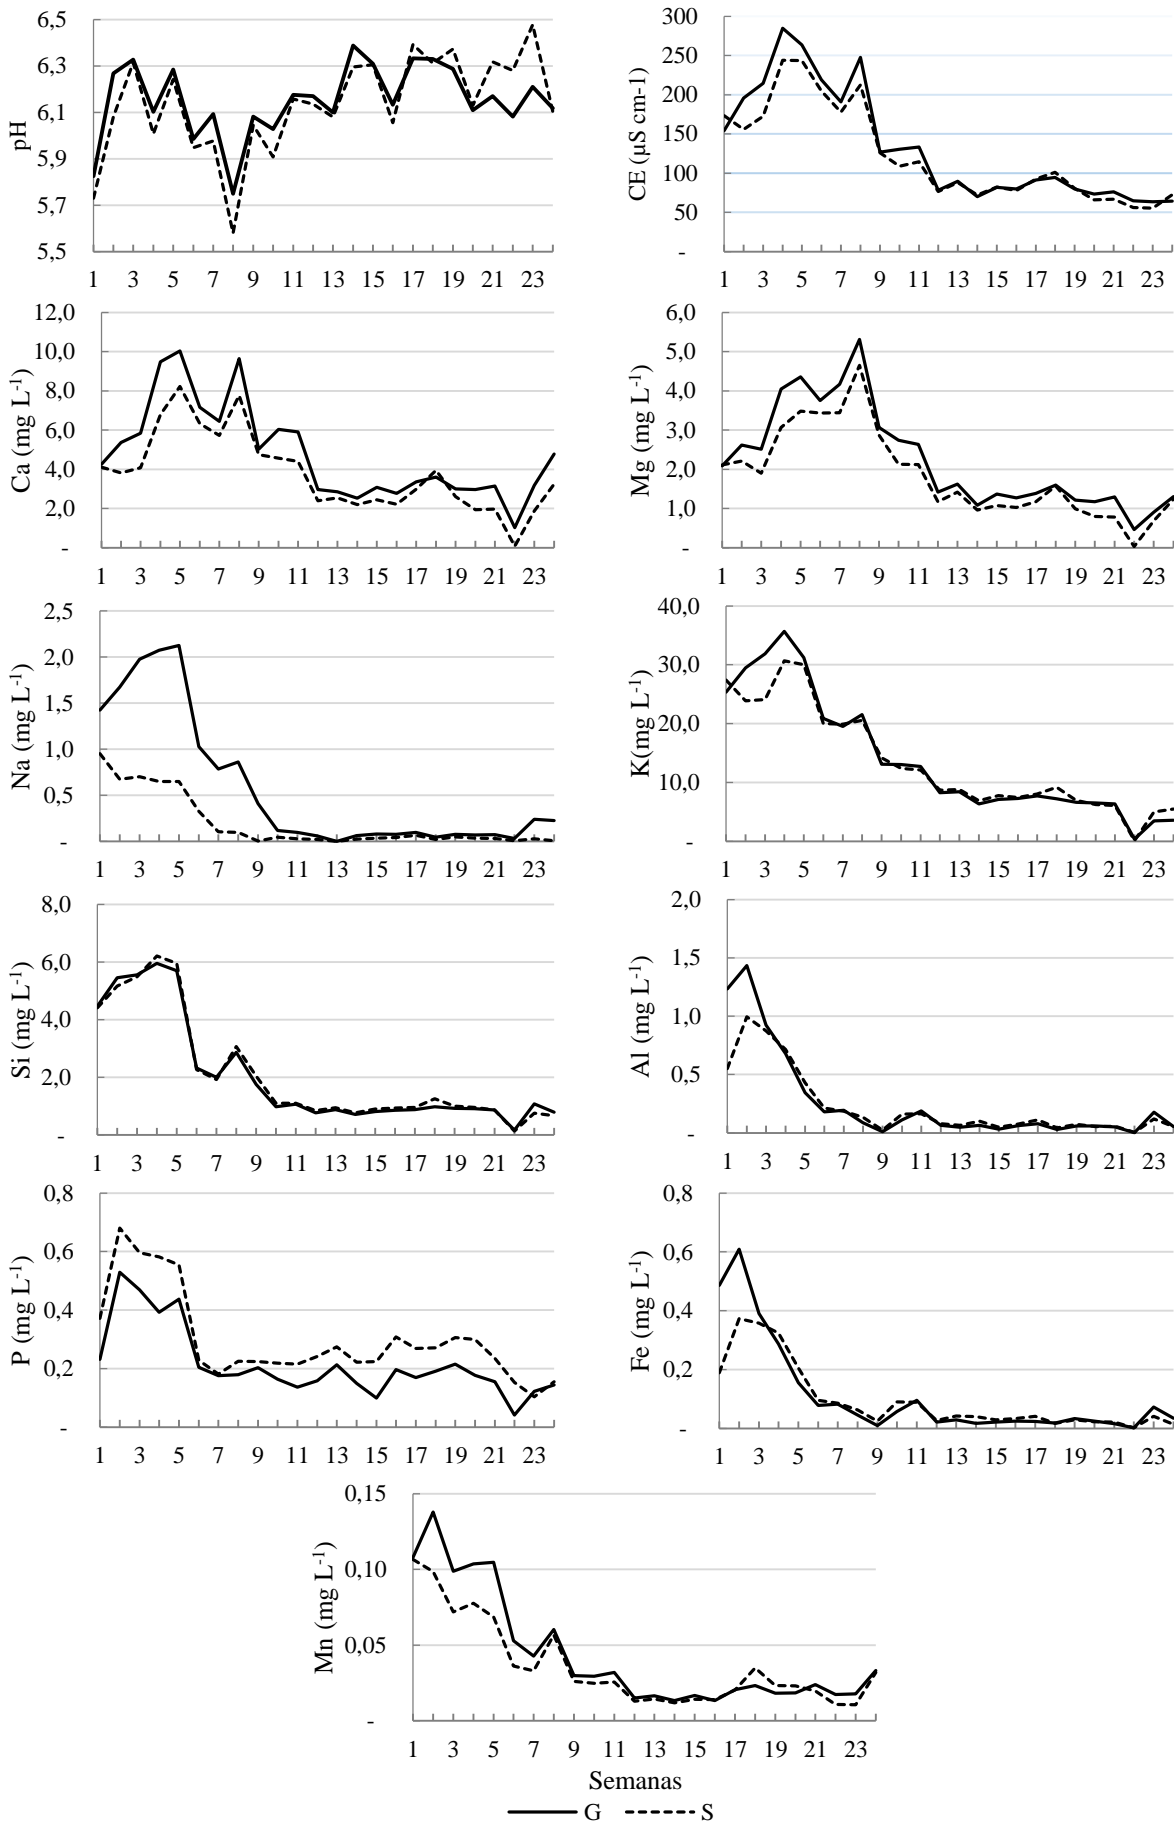 pH
6,5
6,3
6,1
5,9
5,7
5,5
1 3 5 7 9 11 13 15 17 19 21 23
CE (µS cm-1)
300
250
200
150
100
50
-
1 3 5 7 9 11 13 15 17 19 21 23
Ca (mg L-1)
12,0
10,0
8,0
6,0
4,0
2,0
-
1 3 5 7 9 11 13 15 17 19 21 23
Mg (mg L-1)
6,0
5,0
4,0
3,0
2,0
1,0
-
1 3 5 7 9 11 13 15 17 19 21 23
Na (mg L-1)
2,5
2,0
1,5
1,0
0,5
-
1 3 5 7 9 11 13 15 17 19 21 23
K(mg L-1)
40,0
30,0
20,0
10,0
-
1 3 5 7 9 11 13 15 17 19 21 23
Si (mg L-1)
8,0
6,0
4,0
2,0
-
1 3 5 7 9 11 13 15 17 19 21 23
Al (mg L-1)
2,0
1,5
1,0
0,5
-
1 3 5 7 9 11 13 15 17 19 21 23
P (mg L-1)
0,8
0,6
0,4
0,2
-
1 3 5 7 9 11 13 15 17 19 21 23
Fe (mg L-1)
0,8
0,6
0,4
0,2
-
1 3 5 7 9 11 13 15 17 19 21 23
Mn (mg L-1)
0,15
0,10
0,05
-
1 3 5 7 9 11 13 15 17 19 21 23
Semanas
G S